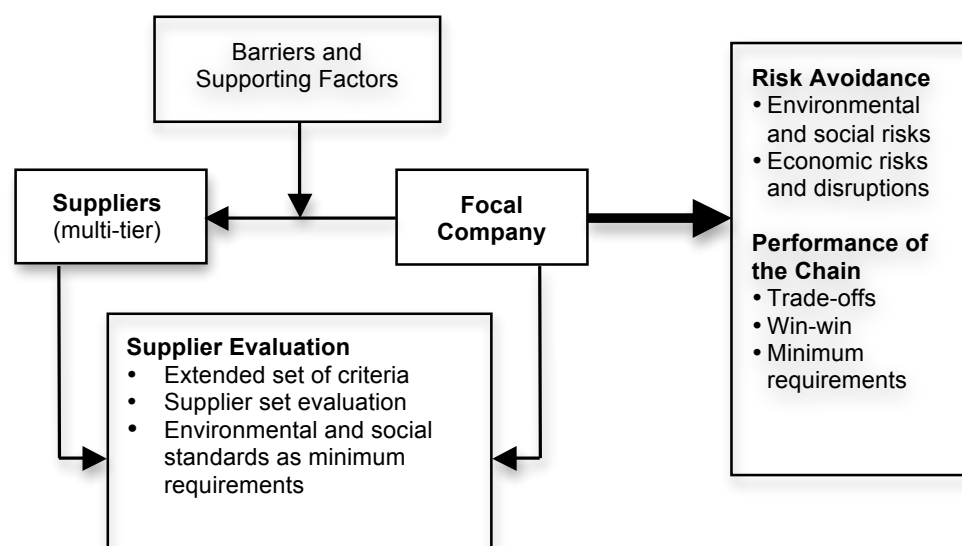 Barriers and
Supporting Factors
Suppliers
(multi-tier)
Focal
Company
Risk Avoidance
• Environmental
and social risks
• Economic risks
and disruptions
Performance of
the Chain
• Trade-offs
• Win-win
• Minimum
requirements
Supplier Evaluation
• Extended set of criteria
• Supplier set evaluation
• Environmental and social
standards as minimum
requirements